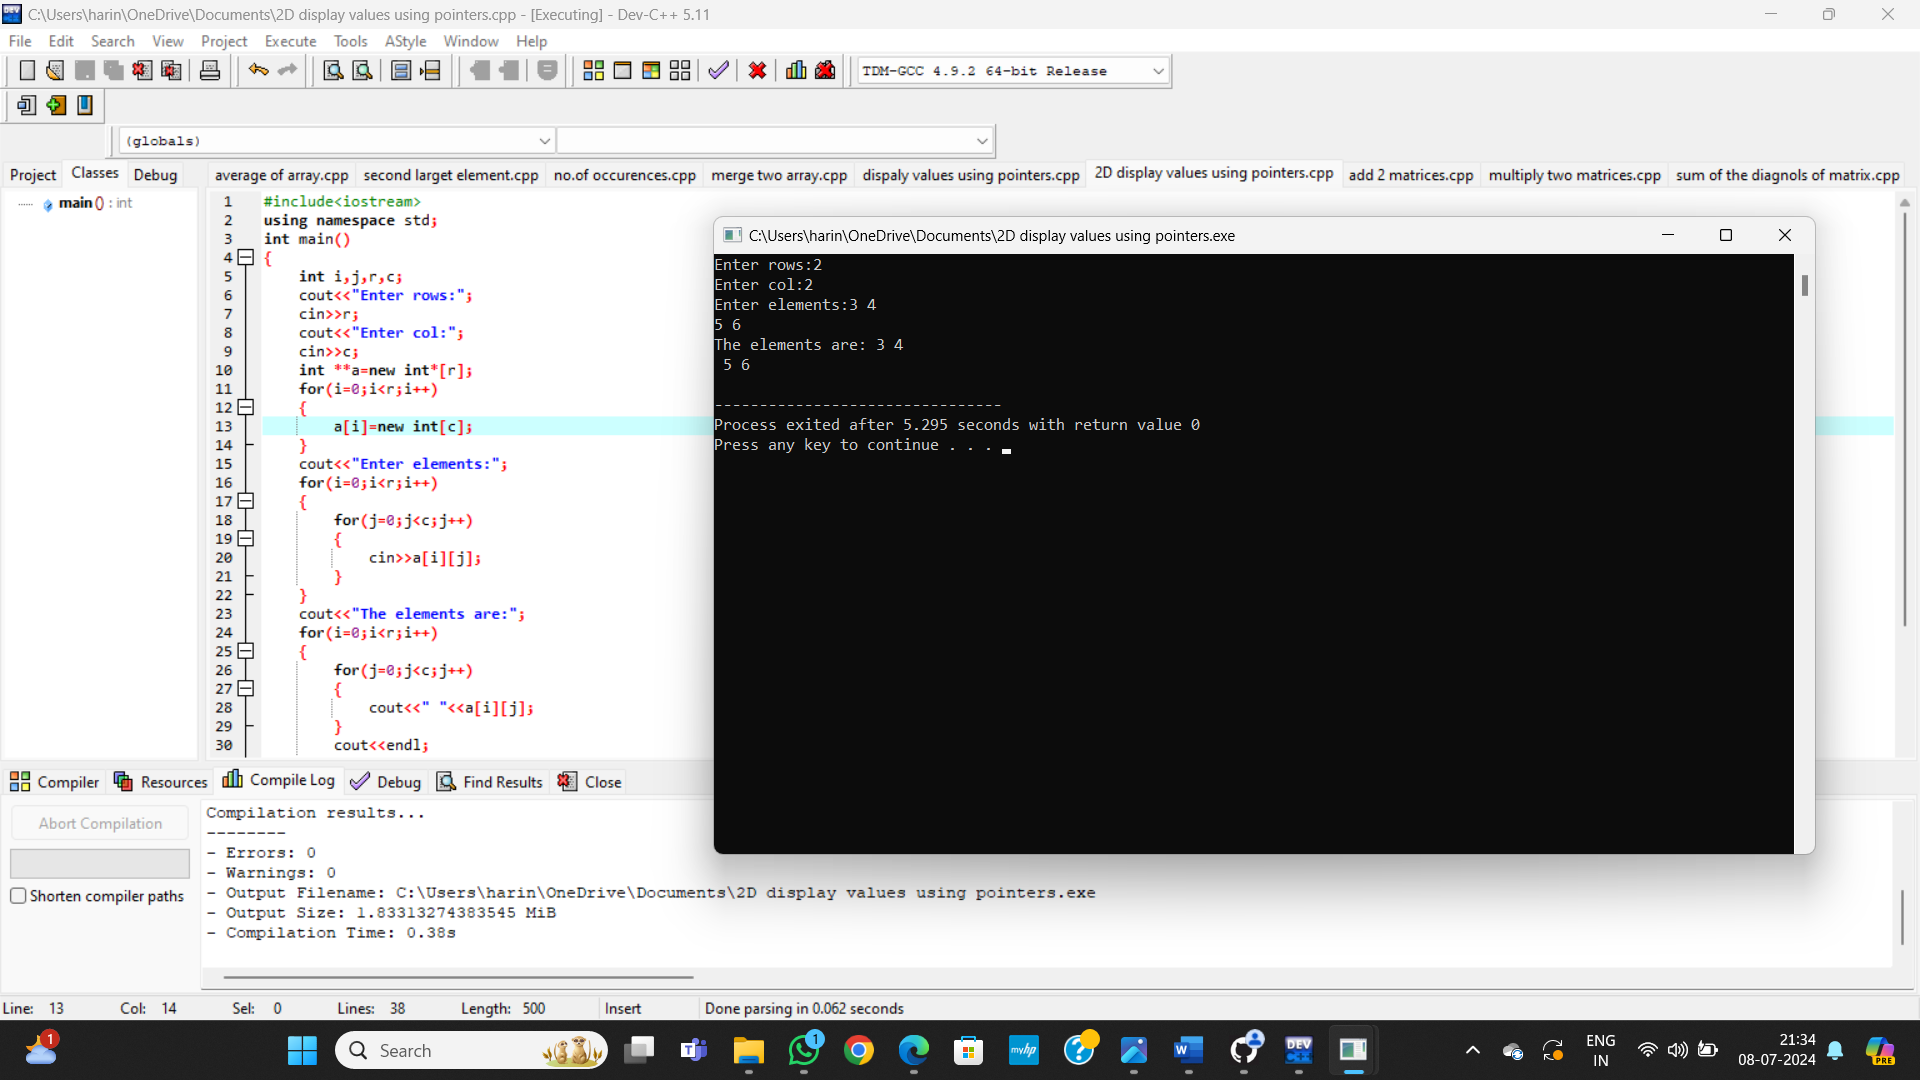 C:\Users\harin\OneDrive\Documents\2D display values using pointers.cpp - [Executing] - Dev-C++ 5.11
File Edit Search View Project Execute Tools AStyle Window Help
TDM-GCC 4.9.2 64-bit Release
(globals)
Project Classes Debug
average of array.cpp second larget element.cpp no.of occurences.cpp merge two array.cpp dispaly values using pointers.cpp 2D display values using pointers.cpp add 2 matrices.cpp multiply two matrices.cpp sum of the diagnols of matrix.cpp
main () : int
1 #include<iostream>
2 using namespace std;
3 int main()
4 {
5 int i,j,r,c;
6 cout<<"Enter rows:";
7 cin>>r;
8 cout<<"Enter col:";
9 cin>>c;
10 int **a=new int*[r];
11 for(i=0;i<r;i++)
12 {
13 a[i]=new int[c];
14 }
15 cout<<"Enter elements:";
16 for(i=0;i<r;i++)
17 {
18 for(j=0;j<c;j++)
19 {
20 cin>>a[i][j];
21 }
22 }
23 cout<<"The elements are:";
24 for(i=0;i<r;i++)
25 {
26 for(j=0;j<c;j++)
27 {
28 cout<<" "<<a[i][j];
29 }
30 cout<<endl;
C:\Users\harin\OneDrive\Documents\2D display values using pointers.exe
Enter rows:2
Enter col:2
Enter elements:3 4
5 6
The elements are: 3 4
5 6
--------------------------------
Process exited after 5.295 seconds with return value 0
Press any key to continue . . .
Compiler Resources Compile Log Debug Find Results Close
Abort Compilation
Shorten compiler paths
Compilation results...
--------
- Errors: 0
- Warnings: 0
- Output Filename: C:\Users\harin\OneDrive\Documents\2D display values using pointers.exe
- Output Size: 1.83313274383545 MiB
- Compilation Time: 0.38s
Line: 13 Col: 14 Sel: 0 Lines: 38 Length: 500 Insert Done parsing in 0.062 seconds
1 Search 1 myhp W DEV C++ ENG IN 21:34 08-07-2024 PRE